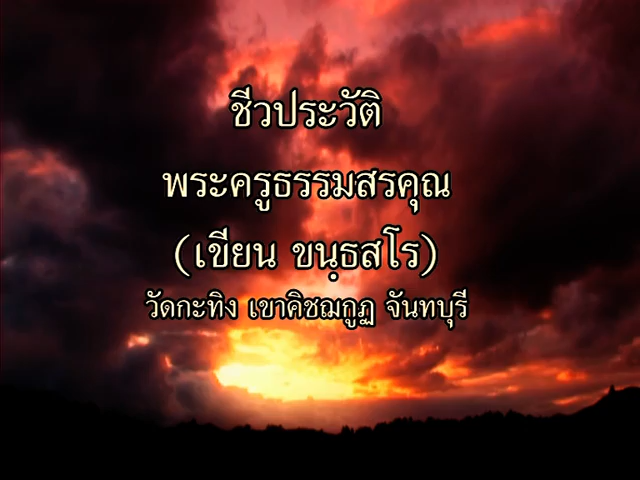 ชีวประวัติ
พระครูธรรมสรคุณ
(เขียน ขนฺธสโร)
วัดกะทิง เขาคิชฌกูฏ จันทบุรี